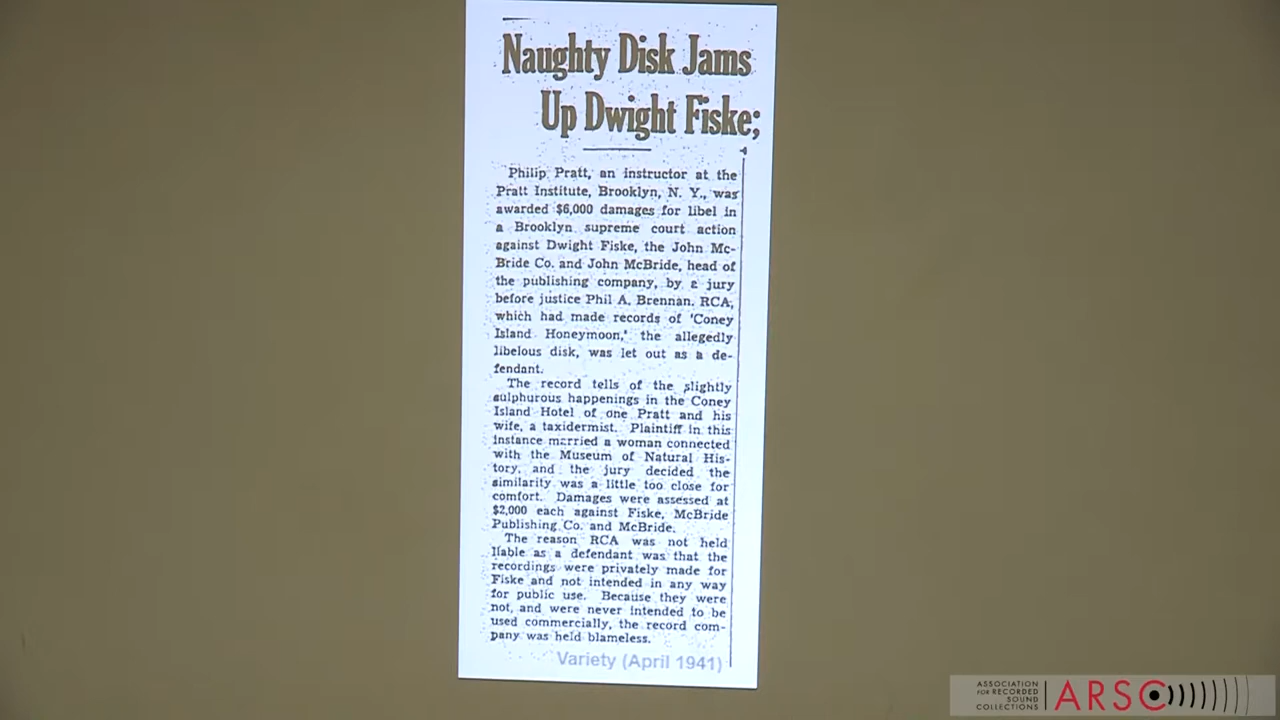 Naughty Disk Jams
Up Dwight Fiske;
Philip Pratt, an instructor at the
Pratt Institute, Brooklyn, N. Y., was
awarded $6,000 damages for libel in
a Brooklyn supreme court action
against Dwight Fiske, the John Mc-
Bride Co. and John McBride, head of
the publishing company, by a jury
before justice Phil A. Brennan. RCA,
which had made records of 'Coney
Island Honeymoon,' the allegedly
libelous disk, was let out as a de-
fendant.
The record tells of the slightly
sulphurous happenings in the Coney
Island Hotel of one Pratt and his
wife, a taxidermist. Plaintiff in this
instance married a woman connected
with the Museum of Natural His-
tory, and the jury decided the
similarity was a little too close for
comfort. Damages were assessed at
$2,000 each against Fiske, McBride
Publishing Co. and McBride.
The reason RCA was not held
liable as a defendant was that the
recordings were privately made for
Fiske and not intended in any way
for public use. Because they were
not, and were never intended to be
used commercially, the record com-
pany was held blameless.
Variety (April 1941)
ASSOCIATION
FOR RECORDED
SOUND
COLLECTIONS
ARSC